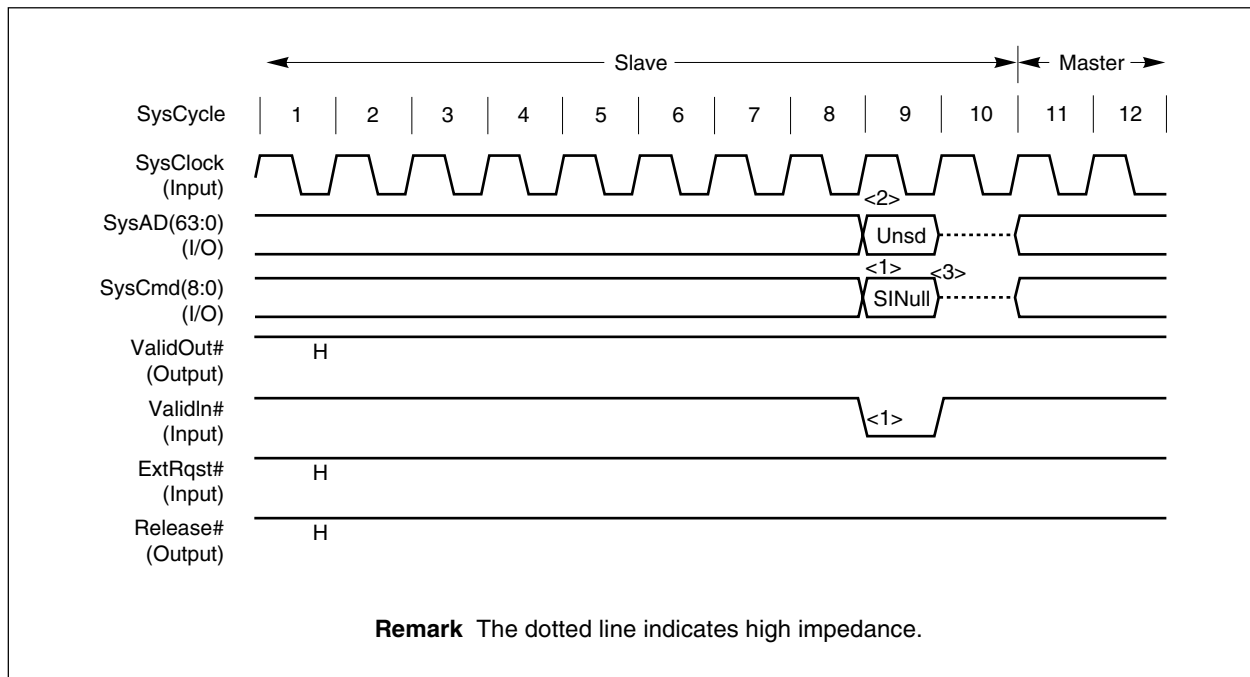 Slave Master
SysCycle 1 2 3 4 5 6 7 8 9 10 11 12
SysClock
(Input)
<2>
SysAD(63:0)
(I/O)
Unsd
<1> <3>
SysCmd(8:0)
(I/O)
SINull
ValidOut#
(Output)
H
ValidIn#
(Input)
<1>
ExtRqst#
(Input)
H
Release#
(Output)
H
Remark The dotted line indicates high impedance.